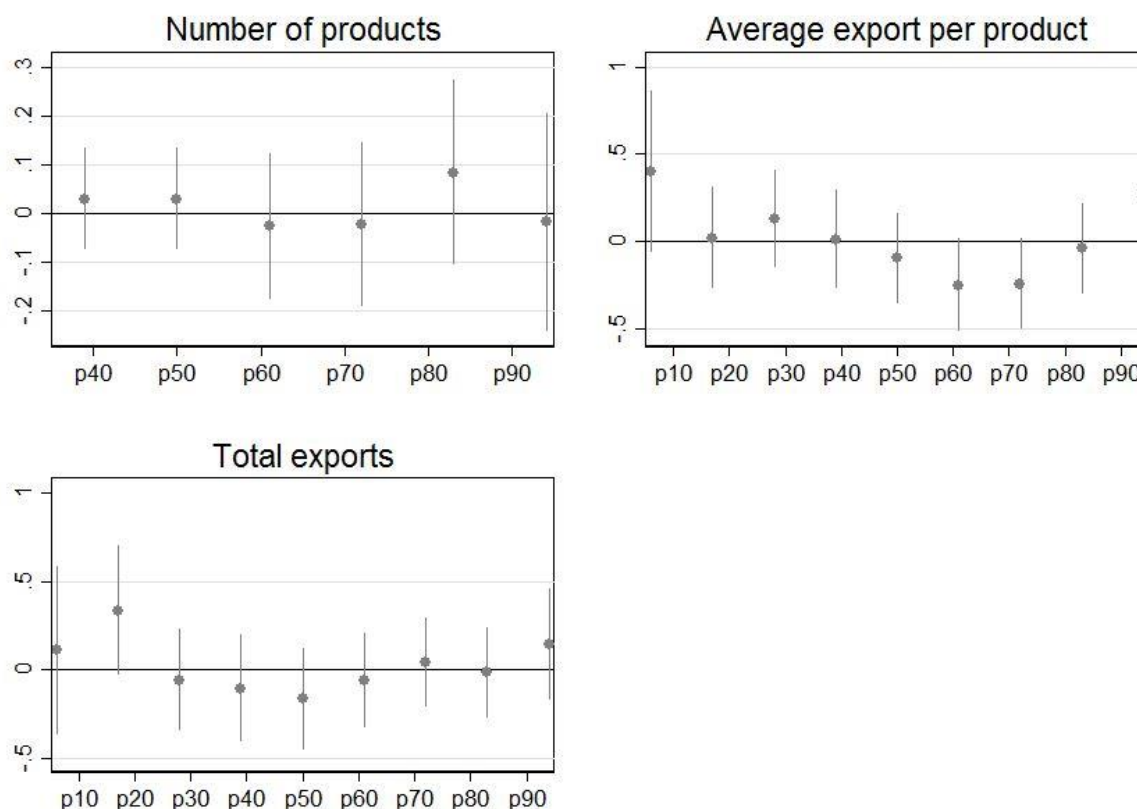 Number of products
.3
.2
.1
0
-.1
-.2
p40 p50 p60 p70 p80 p90
Average export per product
1
.5
0
-.5
p10 p20 p30 p40 p50 p60 p70 p80 p90
Total exports
1
.5
0
-.5
p10 p20 p30 p40 p50 p60 p70 p80 p90